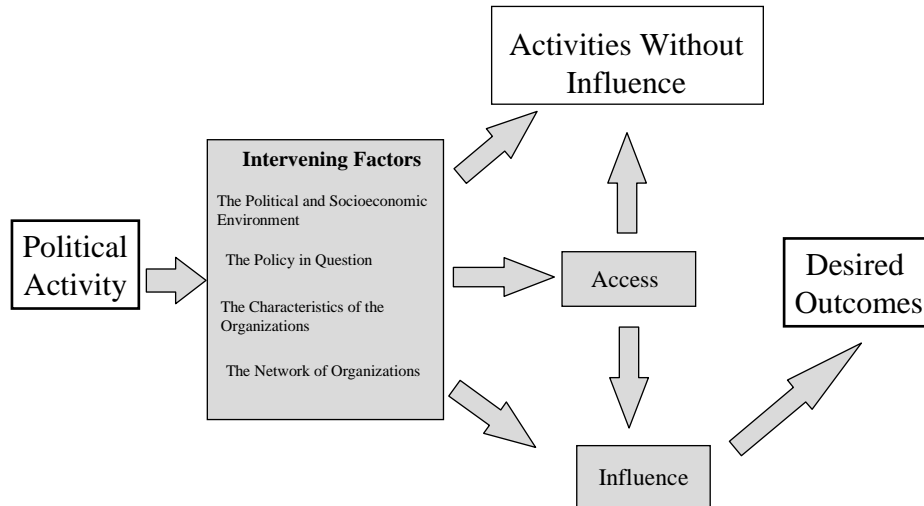 Activities Without
Influence
Intervening Factors
The Political and Socioeconomic
Environment
The Policy in Question
The Characteristics of the
Organizations
The Network of Organizations
Political
Activity
Access
Desired
Outcomes
Influence